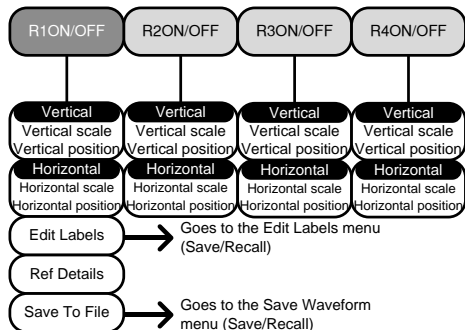 R1ON/OFF R2ON/OFF R3ON/OFF R4ON/OFF
Vertical Vertical Vertical Vertical
Vertical scale Vertical scale Vertical scale Vertical scale
Vertical position Vertical position Vertical position Vertical position
Horizontal Horizontal Horizontal Horizontal
Horizontal scale Horizontal scale Horizontal scale Horizontal scale
Horizontal position Horizontal position Horizontal position Horizontal position
Edit Labels Goes to the Edit Labels menu
(Save/Recall)
Ref Details
Save To File Goes to the Save Waveform
menu (Save/Recall)